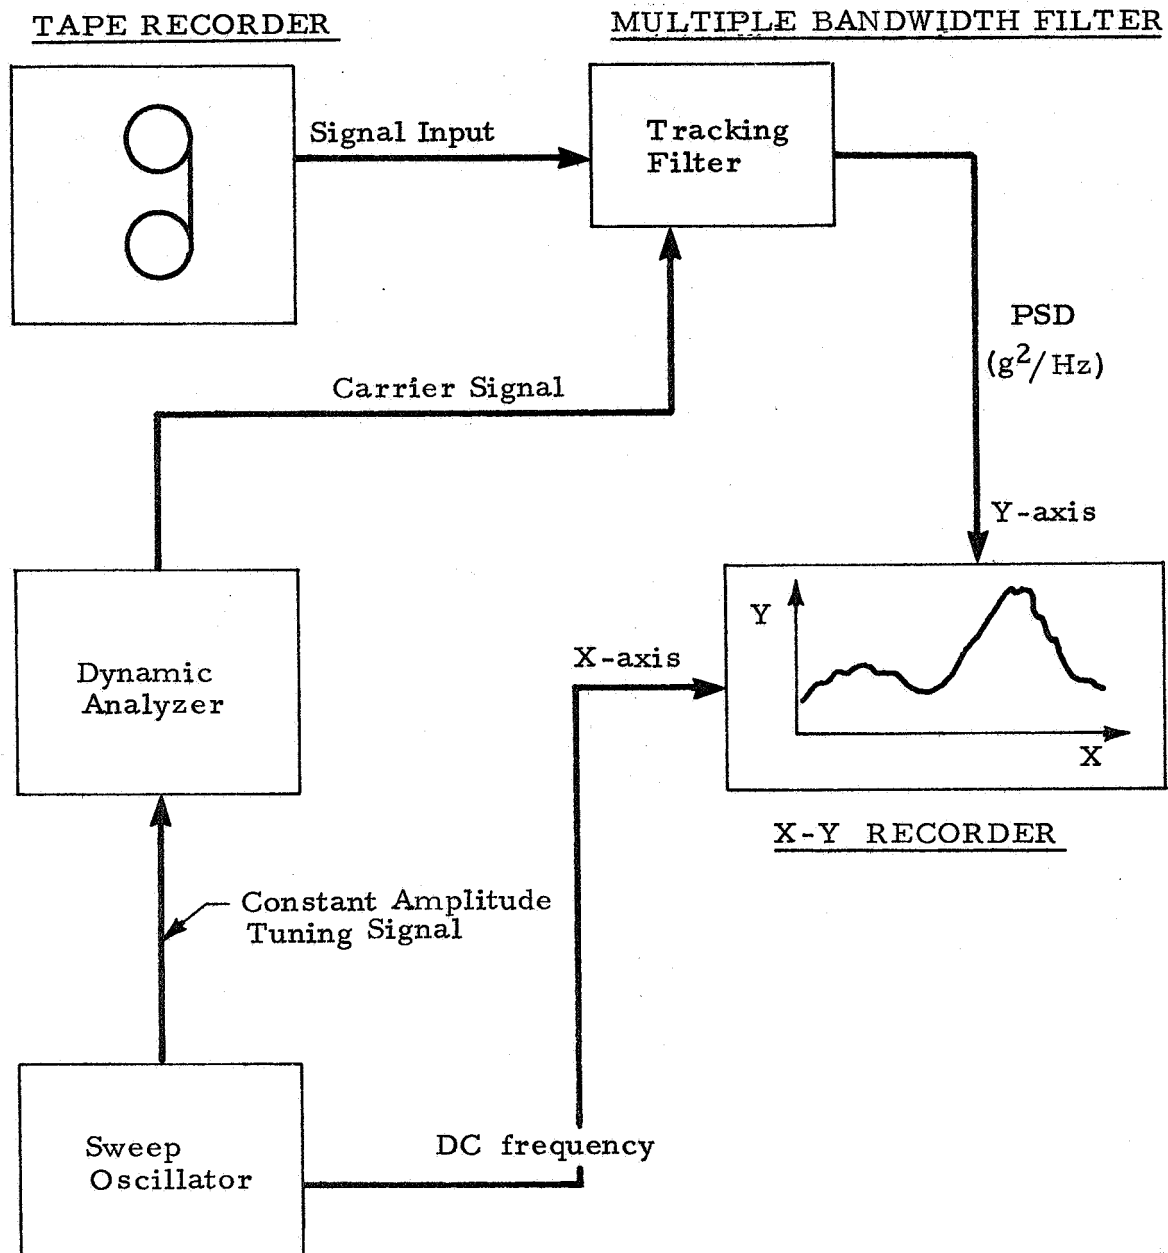 TAPE RECORDER
MULTIPLE BANDWIDTH FILTER
Signal Input
Tracking
Filter
PSD
(g²/Hz)
Carrier Signal
Y-axis
Dynamic
Analyzer
X-axis
Y
X
X-Y RECORDER
Constant Amplitude
Tuning Signal
Sweep
Oscillator
DC frequency